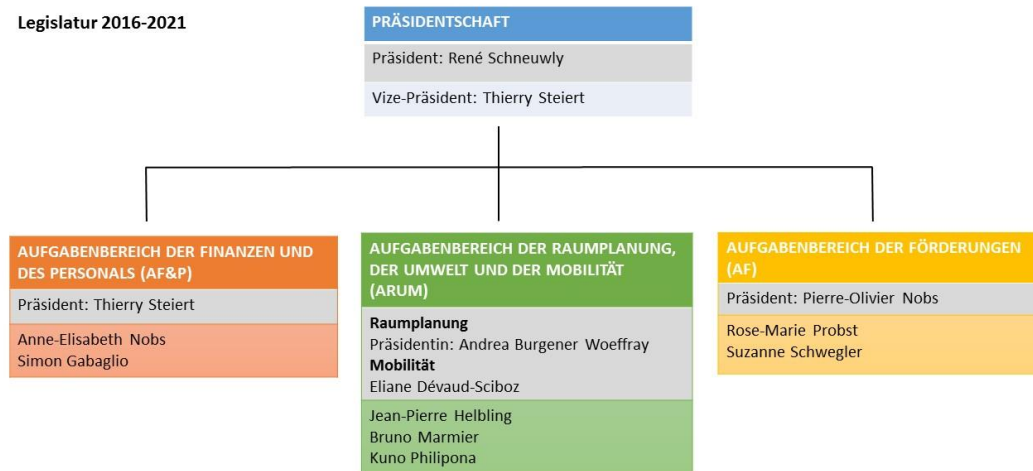 Legislatur 2016-2021
PRÄSIDENTSCHAFT
Präsident: René Schneuwly
Vize-Präsident: Thierry Steiert
AUFGABENBEREICH DER FINANZEN UND
DES PERSONALS (AF&P)
Präsident: Thierry Steiert
Anne-Elisabeth Nobs
Simon Gabaglio
AUFGABENBEREICH DER RAUMPLANUNG,
DER UMWELT UND DER MOBILITÄT
(ARUM)
Raumplanung
Präsidentin: Andrea Burgener Woeffray
Mobilität
Eliane Dévaud-Sciboz
Jean-Pierre Helbling
Bruno Marmier
Kuno Philipona
AUFGABENBEREICH DER FÖRDERUNGEN
(AF)
Präsident: Pierre-Olivier Nobs
Rose-Marie Probst
Suzanne Schwegler